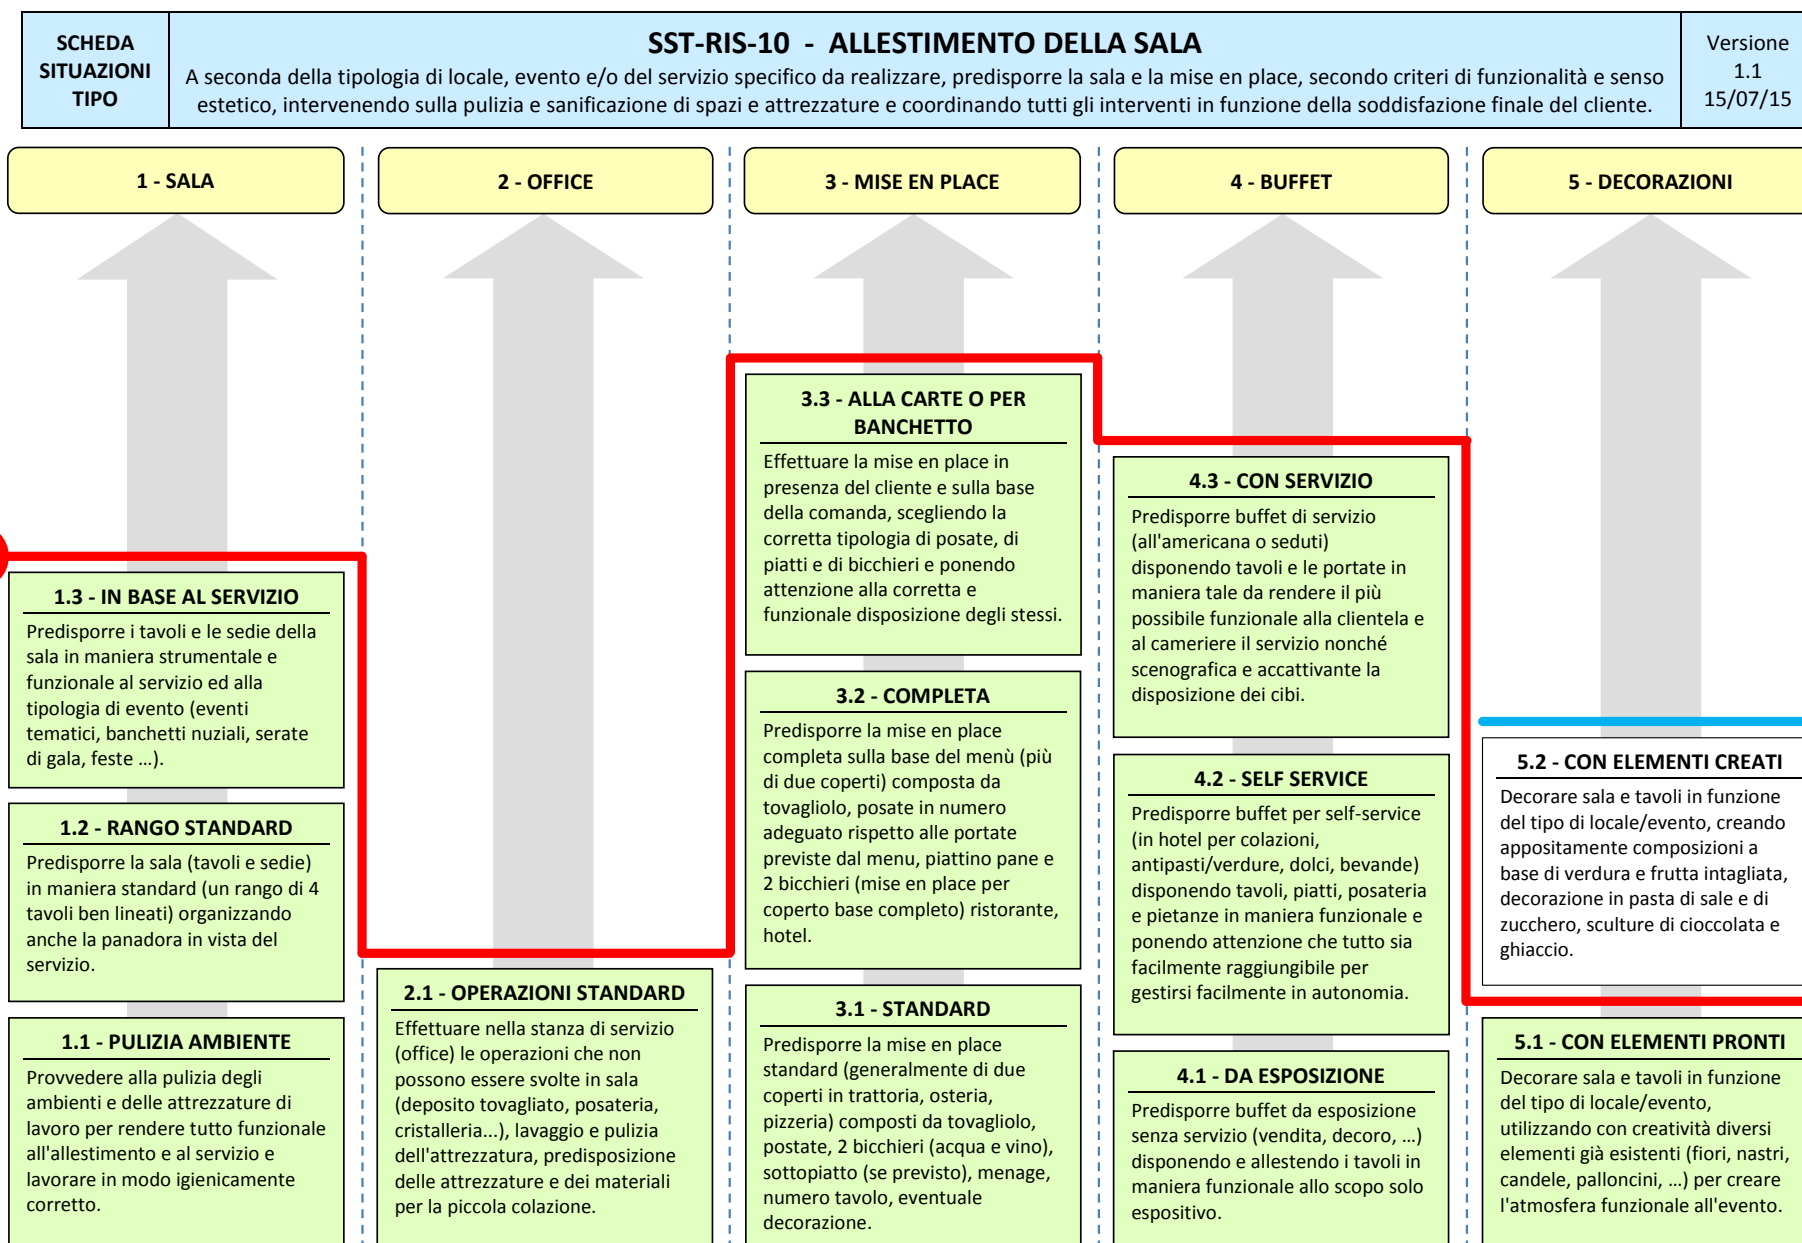 SCHEDA
SITUAZIONI
TIPO
SST-RIS-10 - ALLESTIMENTO DELLA SALA
A seconda della tipologia di locale, evento e/o del servizio specifico da realizzare, predisporre la sala e la mise en place, secondo criteri di funzionalità e senso
estetico, intervenendo sulla pulizia e sanificazione di spazi e attrezzature e coordinando tutti gli interventi in funzione della soddisfazione finale del cliente.
Versione
1.1
15/07/15
1 - SALA
2 - OFFICE
3 - MISE EN PLACE
4 - BUFFET
5 - DECORAZIONI
1.3 - IN BASE AL SERVIZIO
Predisporre i tavoli e le sedie della
sala in maniera strumentale e
funzionale al servizio ed alla
tipologia di evento (eventi
tematici, banchetti nuziali, serate
di gala, feste …).
1.2 - RANGO STANDARD
Predisporre la sala (tavoli e sedie)
in maniera standard (un rango di 4
tavoli ben lineati) organizzando
anche la panadora in vista del
servizio.
1.1 - PULIZIA AMBIENTE
Provvedere alla pulizia degli
ambienti e delle attrezzature di
lavoro per rendere tutto funzionale
all'allestimento e al servizio e
lavorare in modo igienicamente
corretto.
2.1 - OPERAZIONI STANDARD
Effettuare nella stanza di servizio
(office) le operazioni che non
possono essere svolte in sala
(deposito tovagliato, posateria,
cristalleria...), lavaggio e pulizia
dell'attrezzatura, predisposizione
delle attrezzature e dei materiali
per la piccola colazione.
3.3 - ALLA CARTE O PER
BANCHETTO
Effettuare la mise en place in
presenza del cliente e sulla base
della comanda, scegliendo la
corretta tipologia di posate, di
piatti e di bicchieri e ponendo
attenzione alla corretta e
funzionale disposizione degli stessi.
3.2 - COMPLETA
Predisporre la mise en place
completa sulla base del menù (più
di due coperti) composta da
tovagliolo, posate in numero
adeguato rispetto alle portate
previste dal menu, piattino pane e
2 bicchieri (mise en place per
coperto base completo) ristorante,
hotel.
3.1 - STANDARD
Predisporre la mise en place
standard (generalmente di due
coperti in trattoria, osteria,
pizzeria) composti da tovagliolo,
postate, 2 bicchieri (acqua e vino),
sottopiatto (se previsto), menage,
numero tavolo, eventuale
decorazione.
4.3 - CON SERVIZIO
Predisporre buffet di servizio
(all'americana o seduti)
disponendo tavoli e le portate in
maniera tale da rendere il più
possibile funzionale alla clientela e
al cameriere il servizio nonché
scenografica e accattivante la
disposizione dei cibi.
4.2 - SELF SERVICE
Predisporre buffet per self-service
(in hotel per colazioni,
antipasti/verdure, dolci, bevande)
disponendo tavoli, piatti, posateria
e pietanze in maniera funzionale e
ponendo attenzione che tutto sia
facilmente raggiungibile per
gestirsi facilmente in autonomia.
4.1 - DA ESPOSIZIONE
Predisporre buffet da esposizione
senza servizio (vendita, decoro, …)
disponendo e allestendo i tavoli in
maniera funzionale allo scopo solo
espositivo.
5.2 - CON ELEMENTI CREATI
Decorare sala e tavoli in funzione
del tipo di locale/evento, creando
appositamente composizioni a
base di verdura e frutta intagliata,
decorazione in pasta di sale e di
zucchero, sculture di cioccolata e
ghiaccio.
5.1 - CON ELEMENTI PRONTI
Decorare sala e tavoli in funzione
del tipo di locale/evento,
utilizzando con creatività diversi
elementi già esistenti (fiori, nastri,
candele, palloncini, …) per creare
l'atmosfera funzionale all'evento.